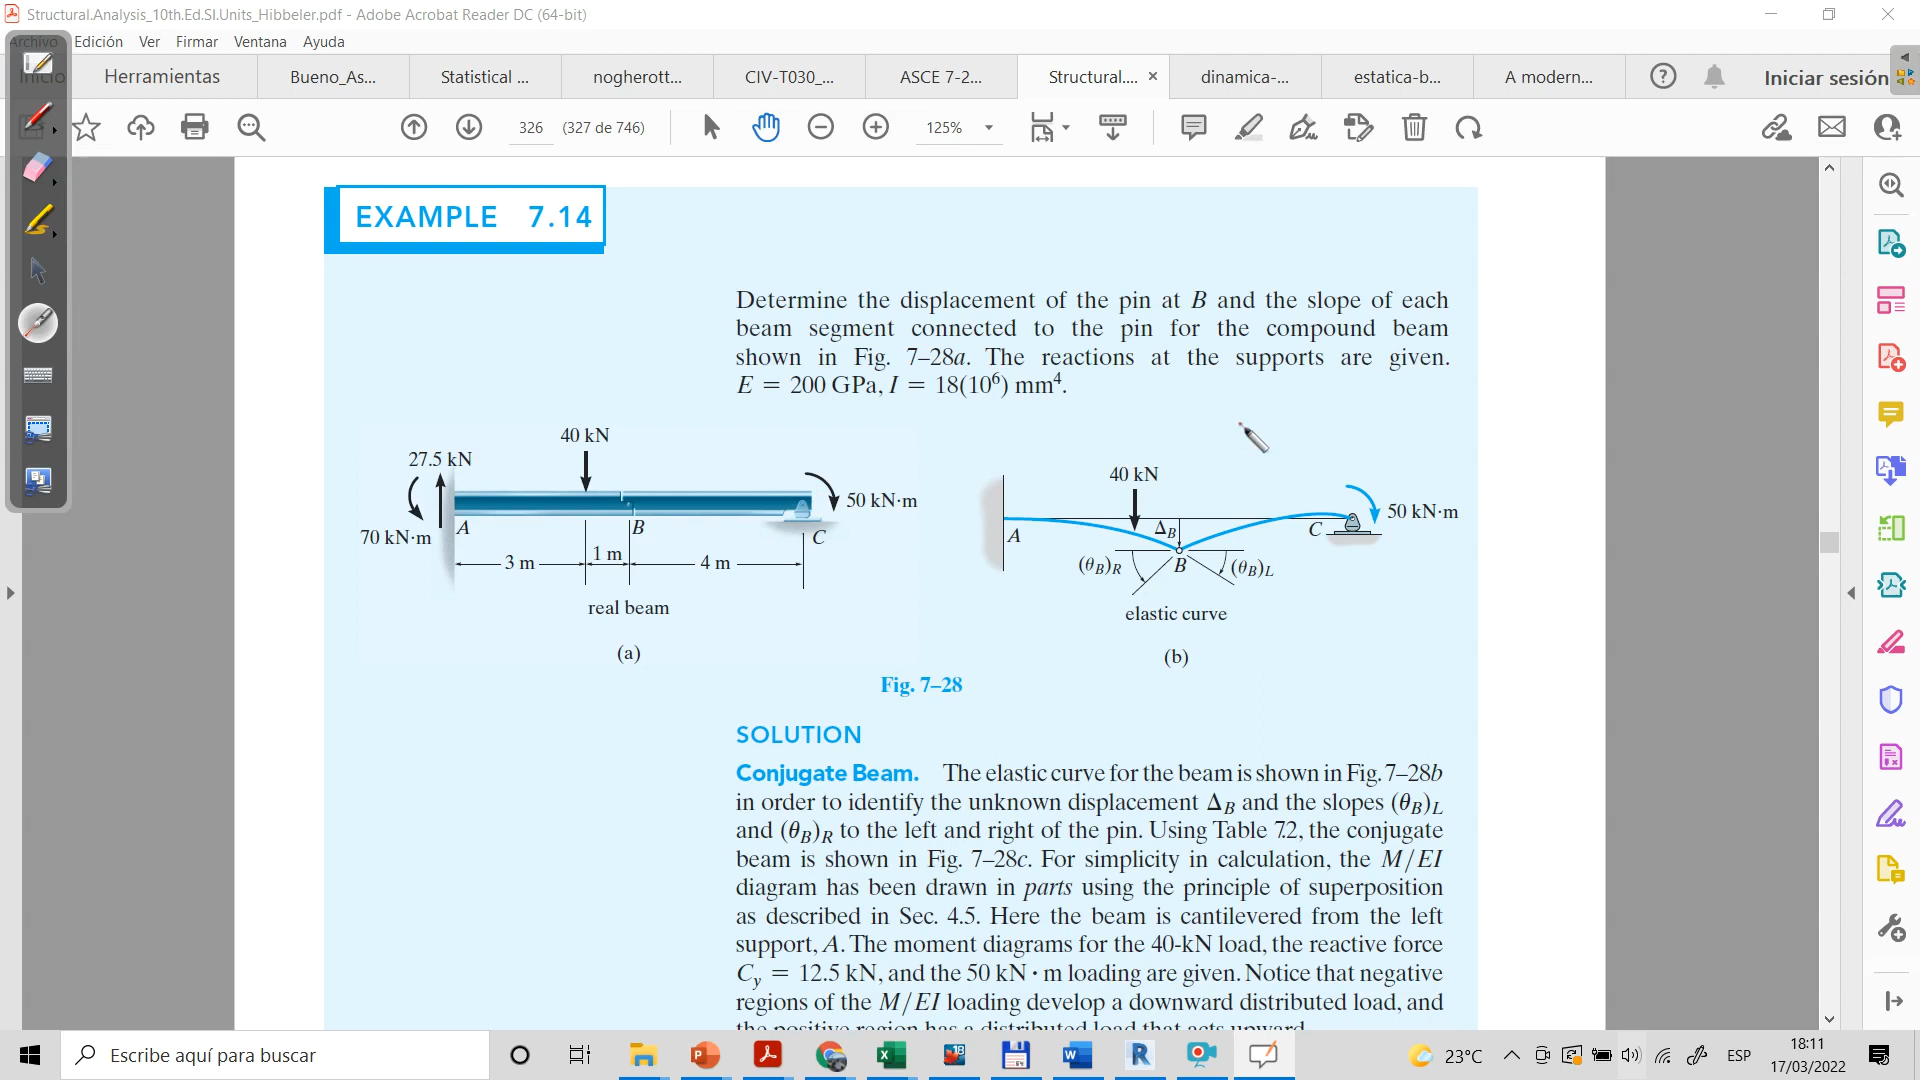 Structural.Analysis_10th.Ed.SI.Units_Hibbeler.pdf - Adobe Acrobat Reader DC (64-bit)
Archivo Edición Ver Firmar Ventana Ayuda
Inicio Herramientas Bueno_As... Statistical ... nogherott... CIV-T030_... ASCE 7-2... Structural.... dinamica-... estatica-b... A modern... Iniciar sesión
326 (327 de 746) 125%
EXAMPLE 7.14
Determine the displacement of the pin at B and the slope of each
beam segment connected to the pin for the compound beam
shown in Fig. 7–28a. The reactions at the supports are given.
E = 200 GPa, I = 18(10⁶) mm⁴.
40 kN
27.5 kN
50 kN·m
70 kN·m
A
B
C
3 m
1 m
4 m
real beam
(a)
40 kN
50 kN·m
A
Δ_B
C
(θ_B)_R
B
(θ_B)_L
elastic curve
(b)
Fig. 7–28
SOLUTION
Conjugate Beam. The elastic curve for the beam is shown in Fig. 7–28b
in order to identify the unknown displacement Δ_B and the slopes (θ_B)_L
and (θ_B)_R to the left and right of the pin. Using Table 7.2, the conjugate
beam is shown in Fig. 7–28c. For simplicity in calculation, the M/EI
diagram has been drawn in parts using the principle of superposition
as described in Sec. 4.5. Here the beam is cantilevered from the left
support, A. The moment diagrams for the 40-kN load, the reactive force
C_y = 12.5 kN, and the 50 kN · m loading are given. Notice that negative
regions of the M/EI loading develop a downward distributed load, and
the positive region has a distributed load that acts upward.
Escribe aquí para buscar
23°C
ESP
18:11
17/03/2022